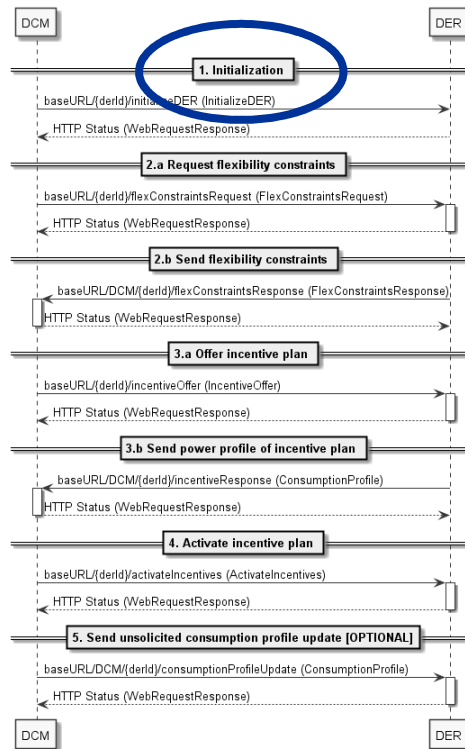 DCM DER
1. Initialization
baseURL/{derId}/initializeDER (InitializeDER)
HTTP Status (WebRequestResponse)
2.a Request flexibility constraints
baseURL/{derId}/flexConstraintsRequest (FlexConstraintsRequest)
HTTP Status (WebRequestResponse)
2.b Send flexibility constraints
baseURL/DCM/{derId}/flexConstraintsResponse (FlexConstraintsResponse)
HTTP Status (WebRequestResponse)
3.a Offer incentive plan
baseURL/{derId}/incentiveOffer (IncentiveOffer)
HTTP Status (WebRequestResponse)
3.b Send power profile of incentive plan
baseURL/DCM/{derId}/incentiveResponse (ConsumptionProfile)
HTTP Status (WebRequestResponse)
4. Activate incentive plan
baseURL/{derId}/activateIncentives (ActivateIncentives)
HTTP Status (WebRequestResponse)
5. Send unsolicited consumption profile update [OPTIONAL]
baseURL/DCM/{derId}/consumptionProfileUpdate (ConsumptionProfile)
HTTP Status (WebRequestResponse)
DCM DER